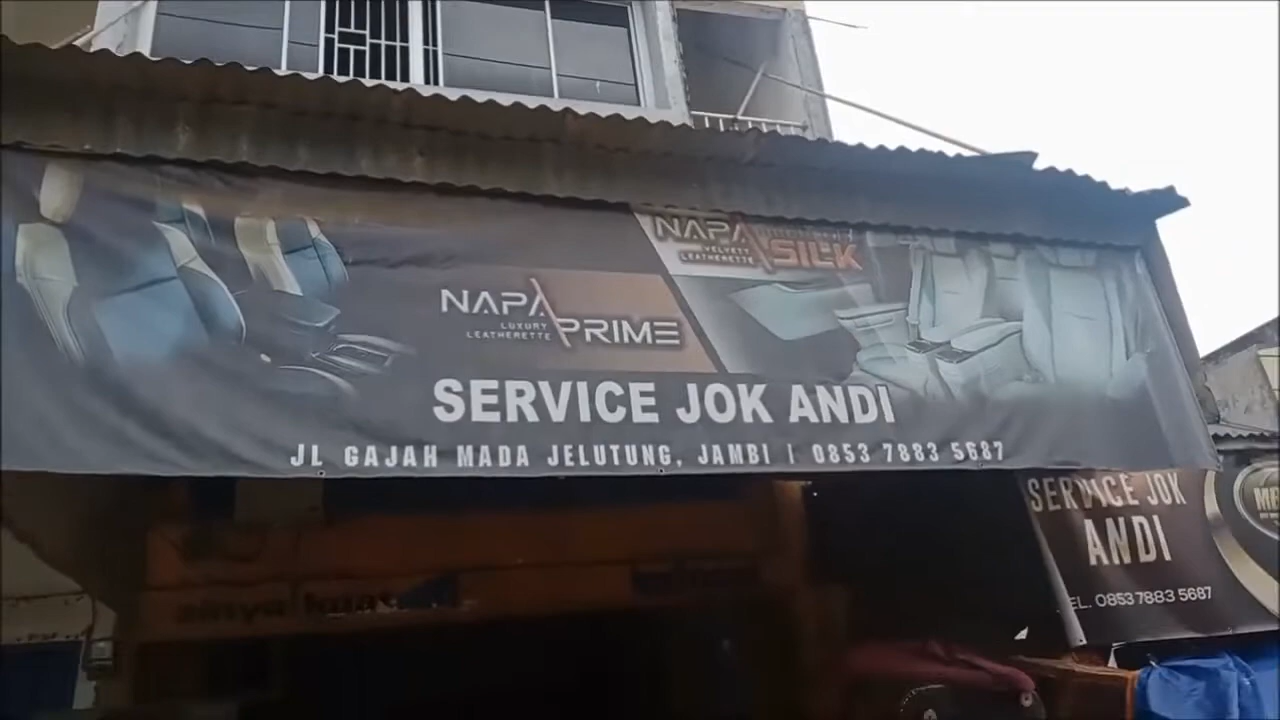 NAPA
VELVETY
LEATHERETTE
SILK
NAPA
LUXURY
LEATHERETTE
PRIME
SERVICE JOK ANDI
JL GAJAH MADA JELUTUNG, JAMBI | 0853 7883 5687
SERVICE JOK
ANDI
EL. 0853 7883 5687